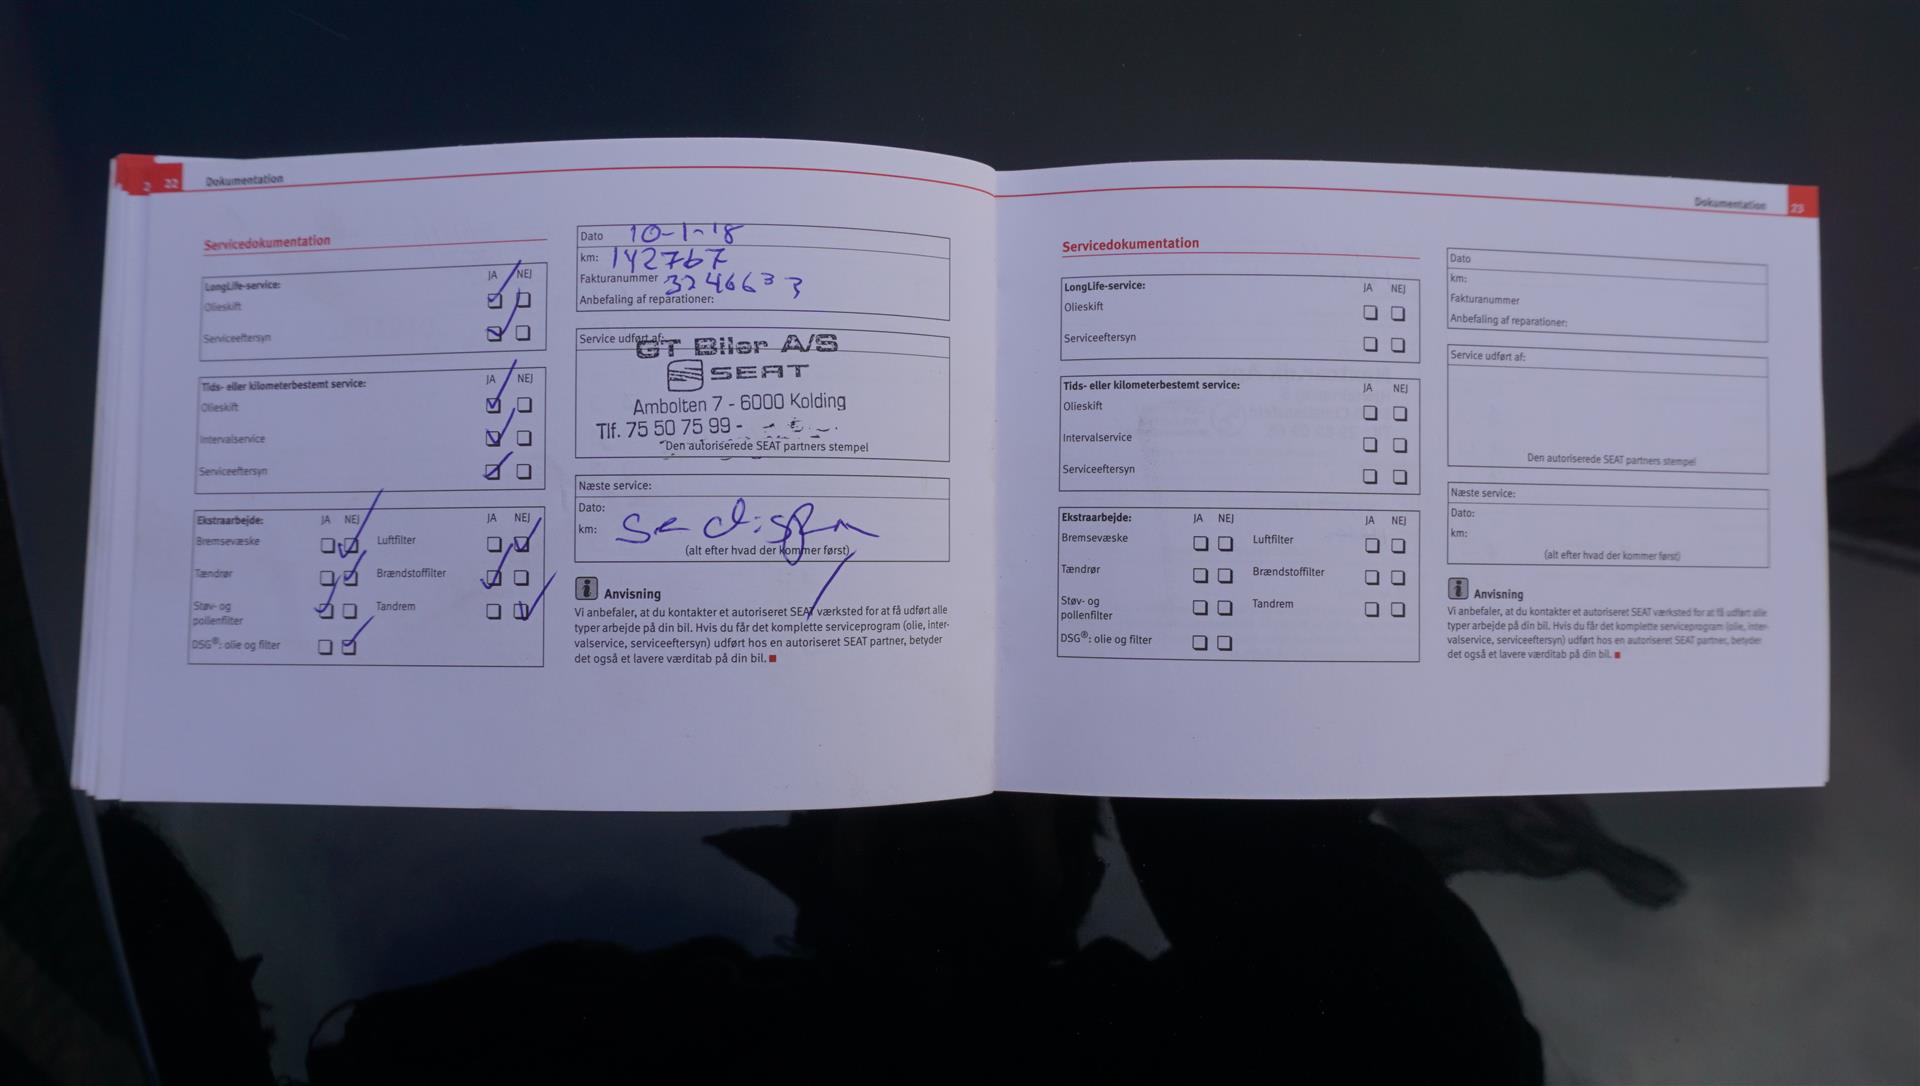 22
Dokumentation
Servicedokumentation
LongLife-service: JA NEJ
Olieskift
Serviceeftersyn
Tids- eller kilometerbestemt service: JA NEJ
Olieskift
Intervalservice
Serviceeftersyn
Ekstraarbejde: JA NEJ JA NEJ
Bremsevæske Luftfilter
Tændrør Brændstoffilter
Støv- og Tandrem
pollenfilter
DSG®: olie og filter
Dato 10-1-18
km: 142767
Fakturanummer 3246633
Anbefaling af reparationer:
Service udført af:
GT Biler A/S
SEAT
Ambolten 7 - 6000 Kolding
Tlf. 75 50 75 99 -
Den autoriserede SEAT partners stempel
Næste service:
Dato:
km: Se display
(alt efter hvad der kommer først)
Anvisning
Vi anbefaler, at du kontakter et autoriseret SEAT værksted for at få udført alle
typer arbejde på din bil. Hvis du får det komplette serviceprogram (olie, inter-
valservice, serviceeftersyn) udført hos en autoriseret SEAT partner, betyder
det også et lavere værditab på din bil.
Dokumentation
23
Servicedokumentation
LongLife-service: JA NEJ
Olieskift
Serviceeftersyn
Tids- eller kilometerbestemt service: JA NEJ
Olieskift
Intervalservice
Serviceeftersyn
Ekstraarbejde: JA NEJ JA NEJ
Bremsevæske Luftfilter
Tændrør Brændstoffilter
Støv- og Tandrem
pollenfilter
DSG®: olie og filter
Dato
km:
Fakturanummer
Anbefaling af reparationer:
Service udført af:
Den autoriserede SEAT partners stempel
Næste service:
Dato:
km:
(alt efter hvad der kommer først)
Anvisning
Vi anbefaler, at du kontakter et autoriseret SEAT værksted for at få udført alle
typer arbejde på din bil. Hvis du får det komplette serviceprogram (olie, inter-
valservice, serviceeftersyn) udført hos en autoriseret SEAT partner, betyder
det også et lavere værditab på din bil.